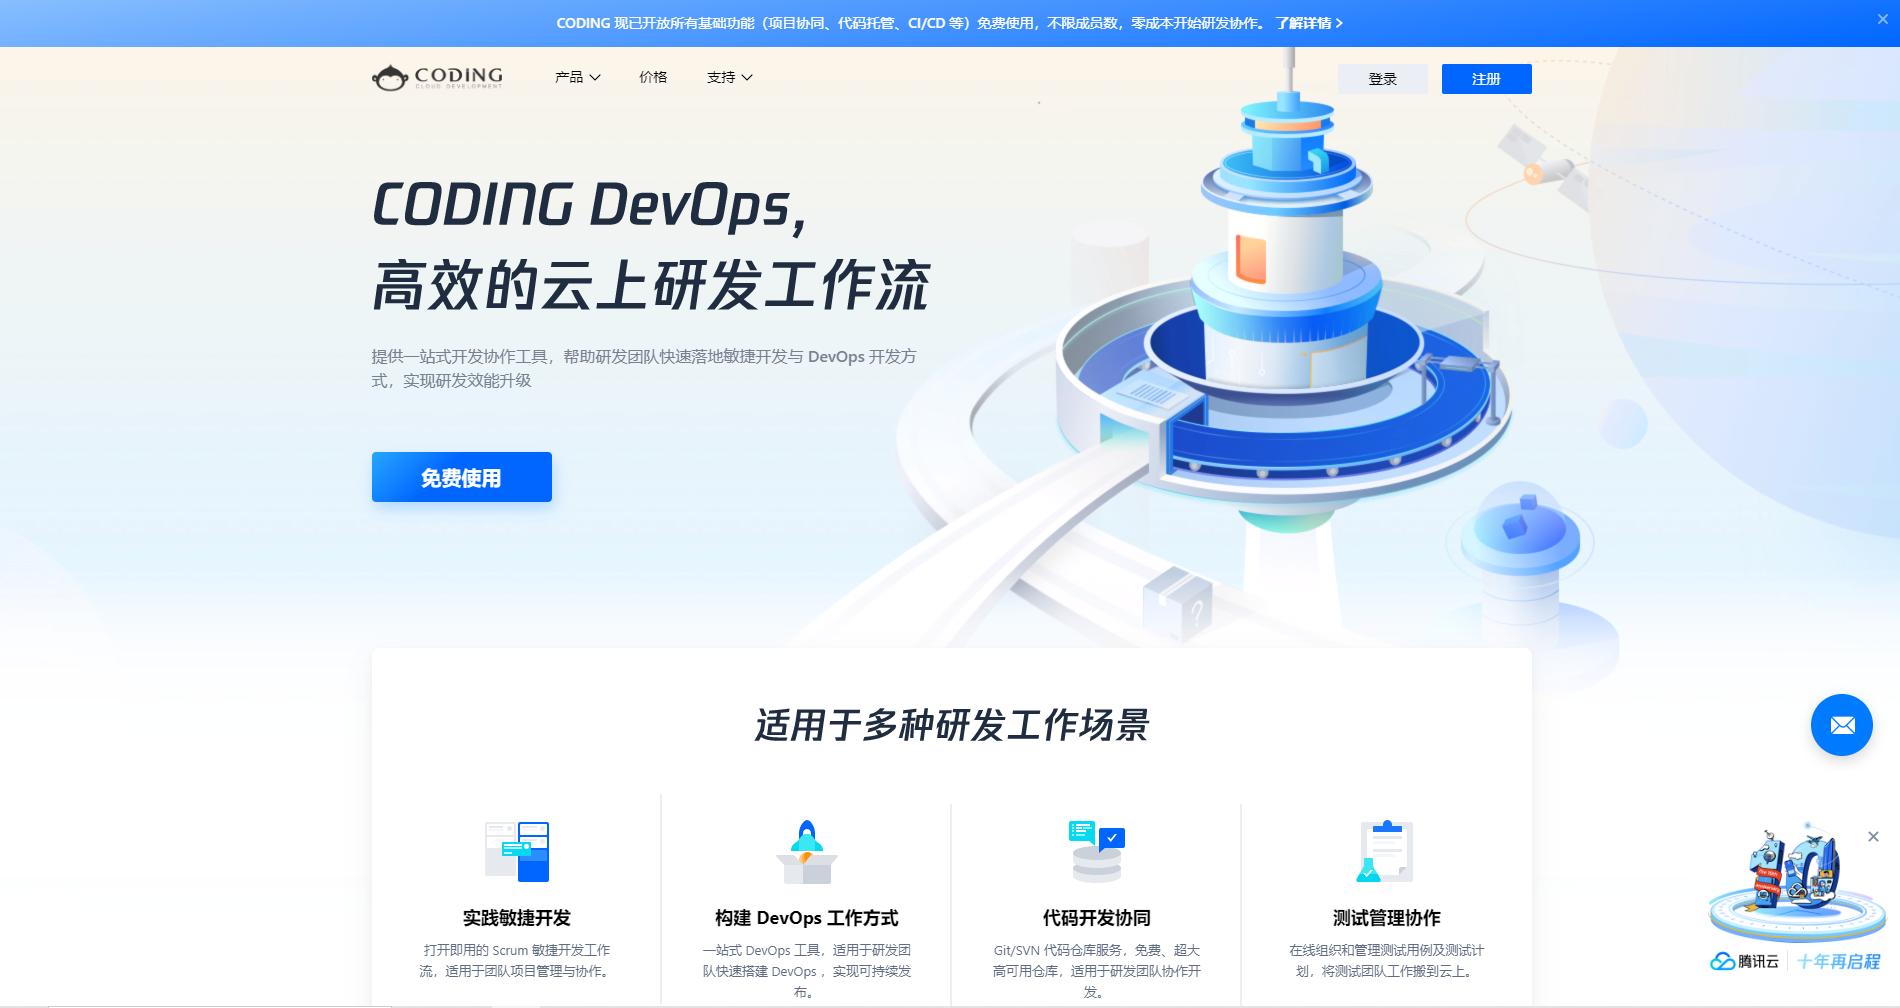 CODING 现已开放所有基础功能（项目协同、代码托管、CI/CD 等）免费使用，不限成员数，零成本开始研发协作。 了解详情
CODING
CLOUD DEVELOPMENT
产品 价格 支持 登录 注册
CODING DevOps,
高效的云上研发工作流
提供一站式开发协作工具，帮助研发团队快速落地敏捷开发与 DevOps 开发方
式，实现研发效能升级
免费使用
?
适用于多种研发工作场景
实践敏捷开发
打开即用的 Scrum 敏捷开发工作
流，适用于团队项目管理与协作。
构建 DevOps 工作方式
一站式 DevOps 工具，适用于研发团
队快速搭建 DevOps ，实现可持续发
布。
代码开发协同
Git/SVN 代码仓库服务，免费、超大
高可用仓库，适用于研发团队协作开
发。
测试管理协作
在线组织和管理测试用例及测试计
划，将测试团队工作搬到云上。
10
腾讯云 十年再启程